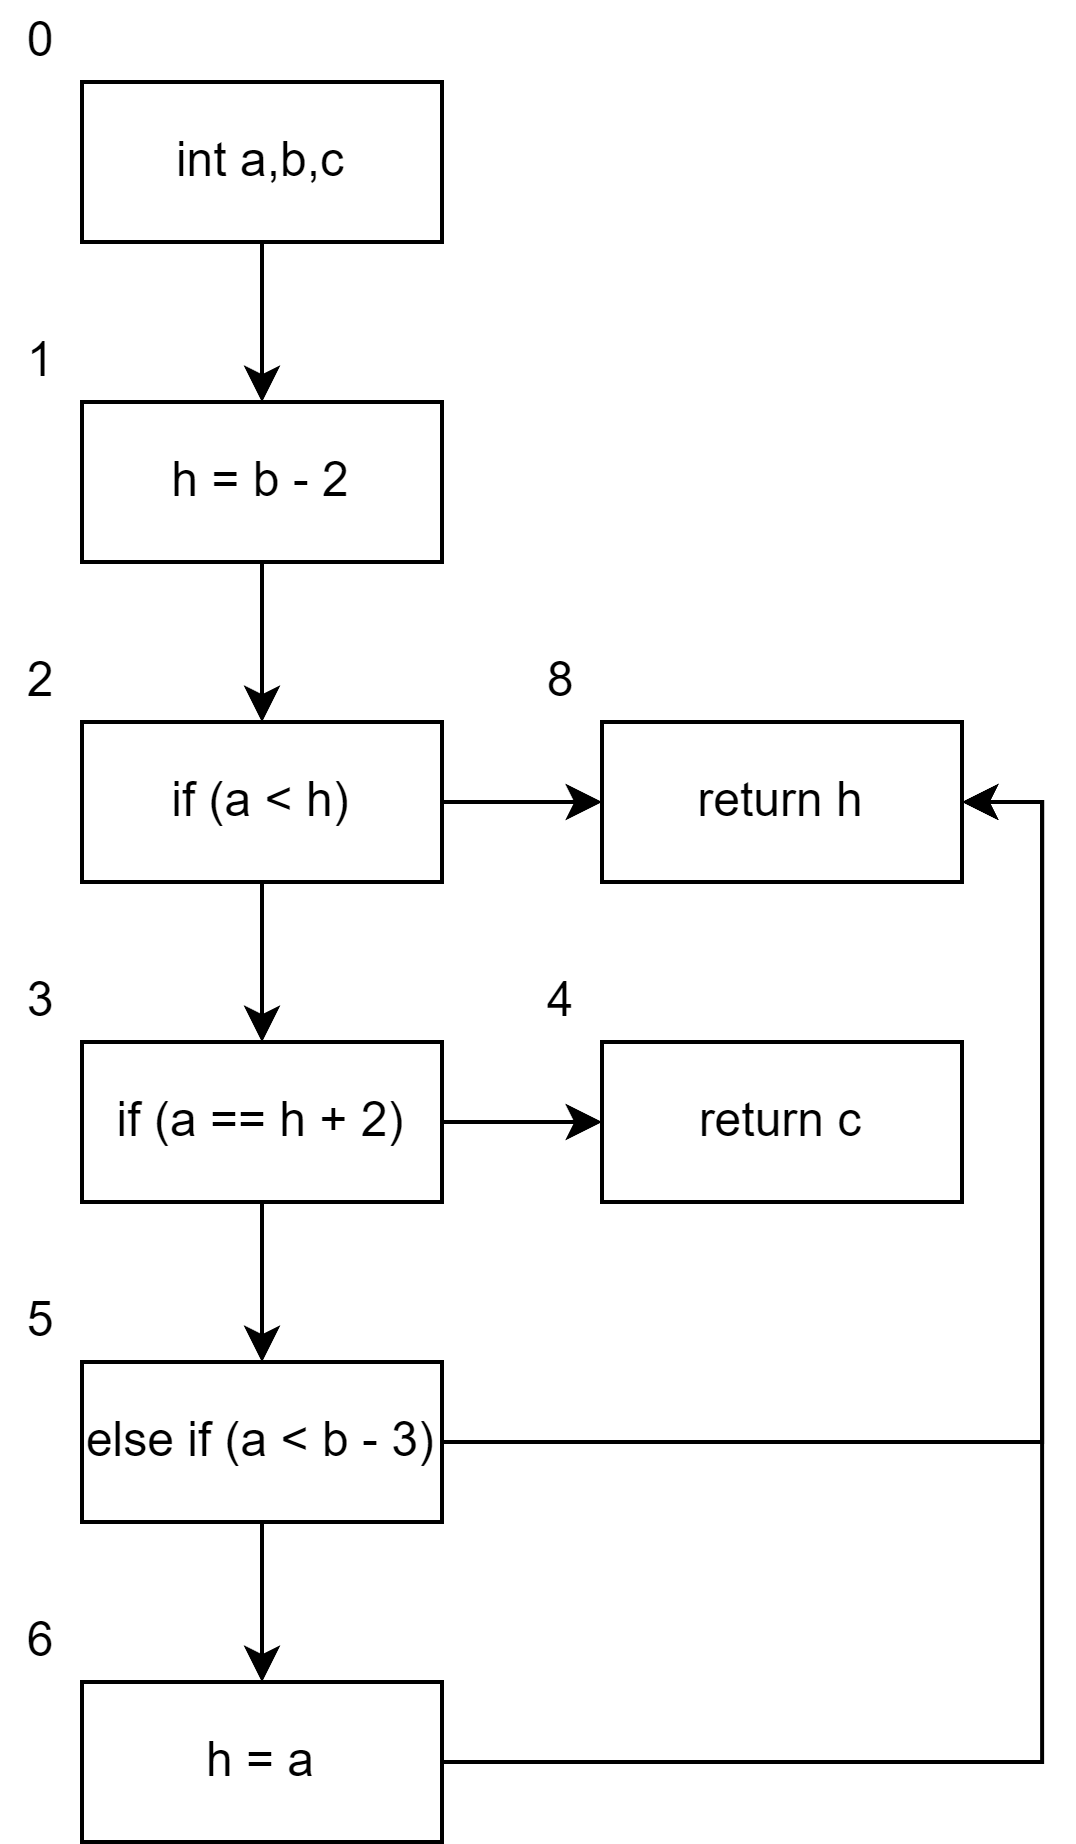 0
int a,b,c
1
h = b - 2
2
8
if (a < h)
return h
3
4
if (a == h + 2)
return c
5
else if (a < b - 3)
6
h = a